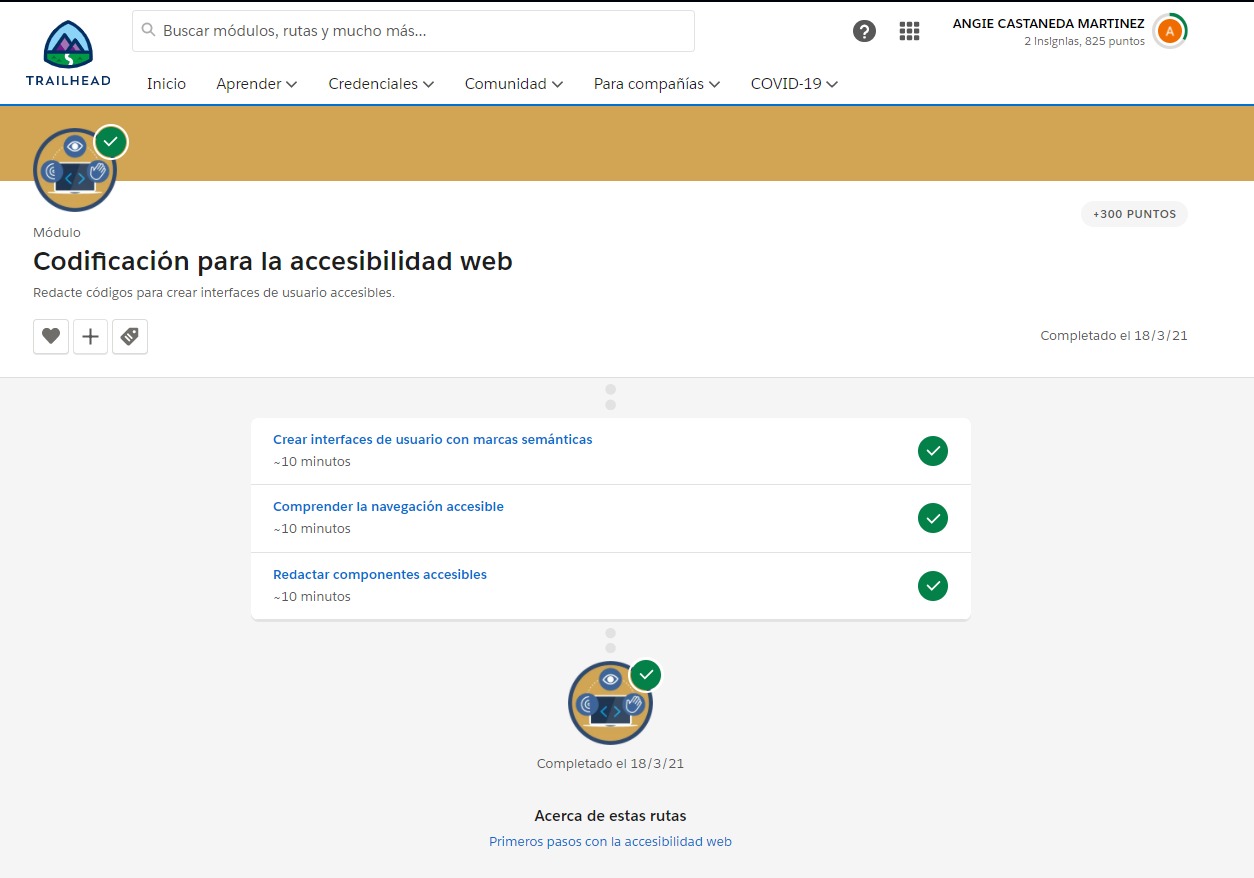 TRAILHEAD
Buscar módulos, rutas y mucho más...
ANGIE CASTANEDA MARTINEZ
2 insignias, 825 puntos
A
Inicio
Aprender
Credenciales
Comunidad
Para compañías
COVID-19
+300 PUNTOS
Módulo
Codificación para la accesibilidad web
Redacte códigos para crear interfaces de usuario accesibles.
Completado el 18/3/21
Crear interfaces de usuario con marcas semánticas
~10 minutos
Comprender la navegación accesible
~10 minutos
Redactar componentes accesibles
~10 minutos
Completado el 18/3/21
Acerca de estas rutas
Primeros pasos con la accesibilidad web